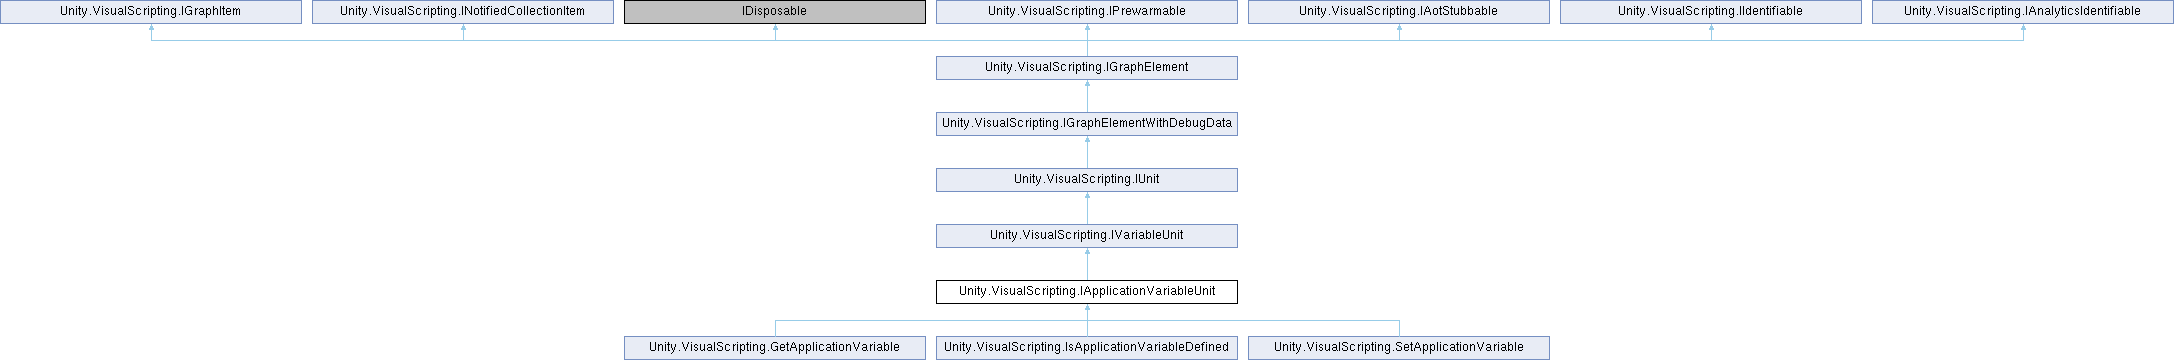 Unity.VisualScripting.IGraphItem
Unity.VisualScripting.INotifiedCollectionItem
IDisposable
Unity.VisualScripting.IPrewarmable
Unity.VisualScripting.IAotStubbable
Unity.VisualScripting.IIdentifiable
Unity.VisualScripting.IAnalyticsIdentifiable
Unity.VisualScripting.IGraphElement
Unity.VisualScripting.IGraphElementWithDebugData
Unity.VisualScripting.IUnit
Unity.VisualScripting.IVariableUnit
Unity.VisualScripting.IApplicationVariableUnit
Unity.VisualScripting.GetApplicationVariable
Unity.VisualScripting.IsApplicationVariableDefined
Unity.VisualScripting.SetApplicationVariable